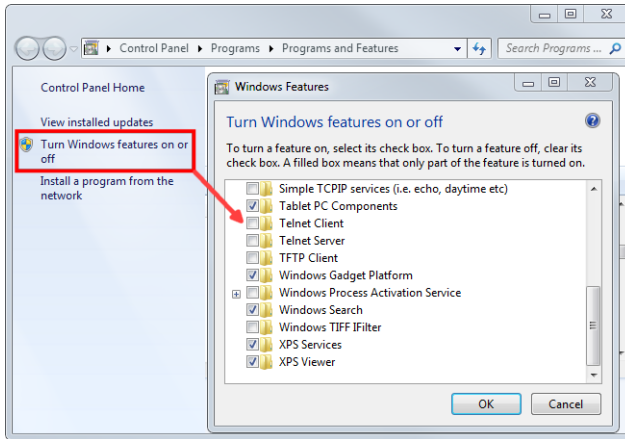 Control Panel ▸ Programs ▸ Programs and Features
Search Programs ...
Control Panel Home
View installed updates
Turn Windows features on or
off
Install a program from the
network
Windows Features
Turn Windows features on or off
To turn a feature on, select its check box. To turn a feature off, clear its
check box. A filled box means that only part of the feature is turned on.
Simple TCPIP services (i.e. echo, daytime etc)
Tablet PC Components
Telnet Client
Telnet Server
TFTP Client
Windows Gadget Platform
Windows Process Activation Service
Windows Search
Windows TIFF IFilter
XPS Services
XPS Viewer
OK
Cancel